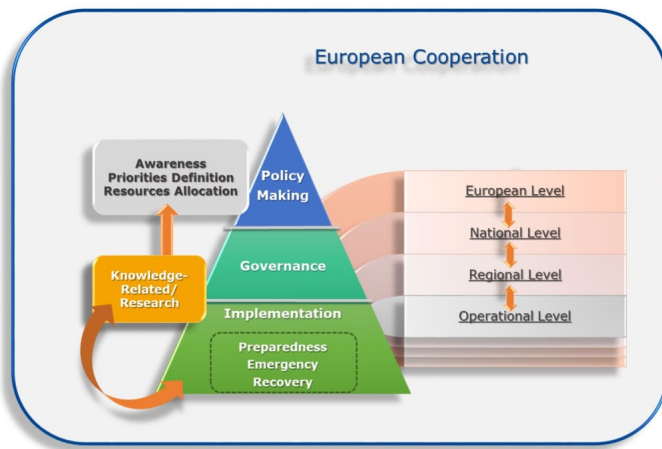 European Cooperation
Awareness
Priorities Definition
Resources Allocation
Knowledge-
Related/
Research
Policy
Making
Governance
Implementation
Preparedness
Emergency
Recovery
European Level
National Level
Regional Level
Operational Level